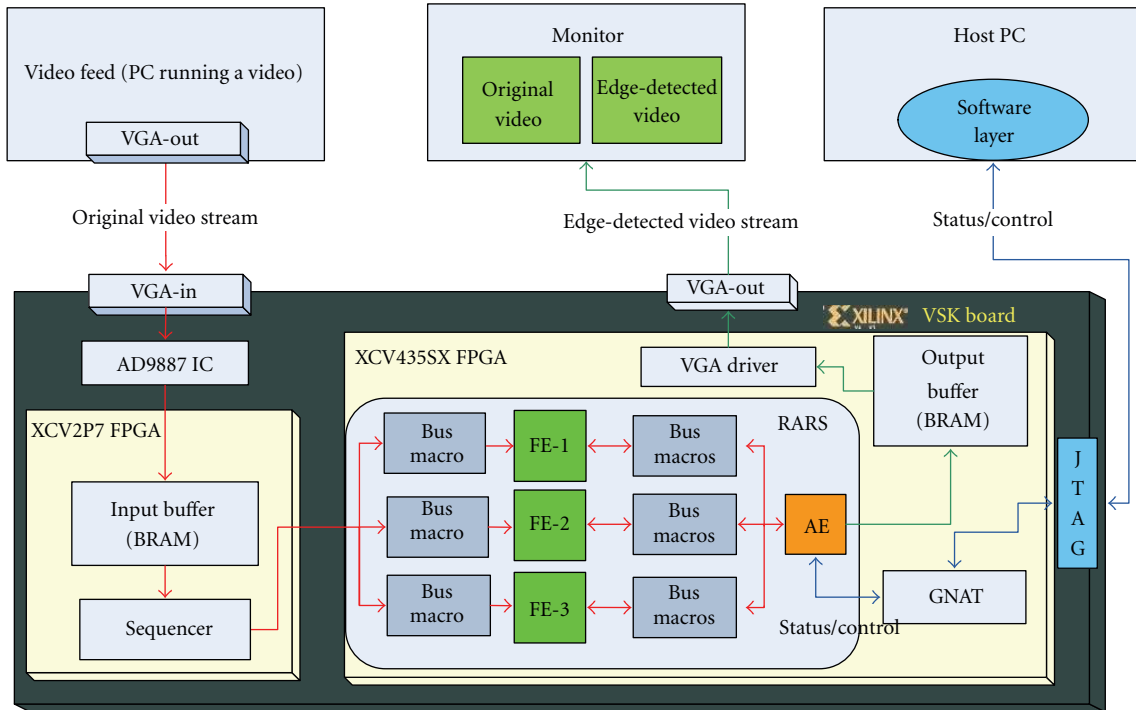 Video feed (PC running a video)
VGA-out
Original video stream
Monitor
Original
video
Edge-detected
video
Edge-detected video stream
Host PC
Software
layer
Status/control
VGA-in
VGA-out
XILINX® VSK board
AD9887 IC
XCV2P7 FPGA
Input buffer
(BRAM)
Sequencer
XCV435SX FPGA
VGA driver
Output
buffer
(BRAM)
RARS
Bus
macro
FE-1
Bus
macros
Bus
macro
FE-2
Bus
macros
AE
Bus
macro
FE-3
Bus
macros
GNAT
Status/control
J
T
A
G